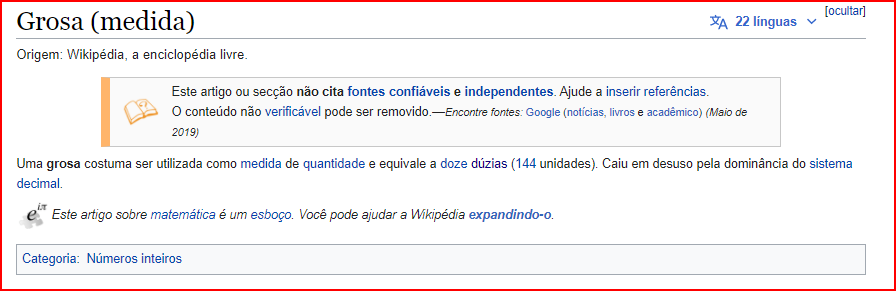 Grosa (medida)
22 línguas
[ocultar]
Origem: Wikipédia, a enciclopédia livre.
Este artigo ou secção não cita fontes confiáveis e independentes. Ajude a inserir referências.
O conteúdo não verificável pode ser removido.—Encontre fontes: Google (notícias, livros e acadêmico) (Maio de
2019)
Uma grosa costuma ser utilizada como medida de quantidade e equivale a doze dúzias (144 unidades). Caiu em desuso pela dominância do sistema
decimal.
e^iπ Este artigo sobre matemática é um esboço. Você pode ajudar a Wikipédia expandindo-o.
Categoria: Números inteiros